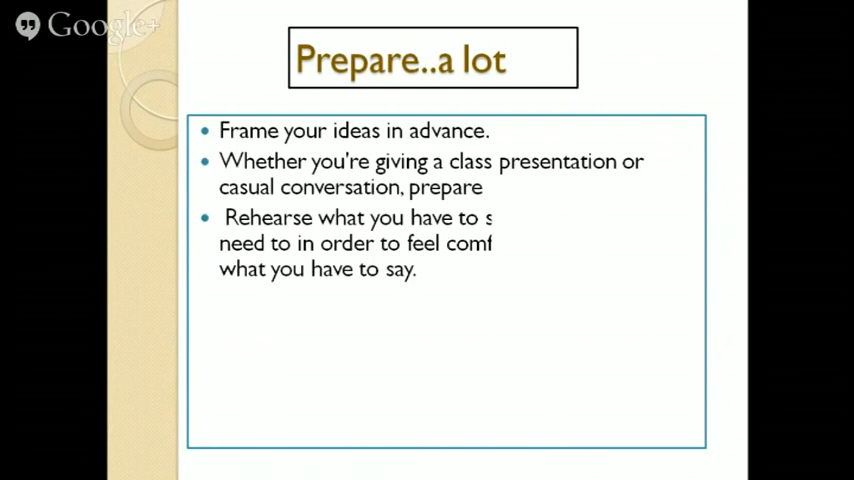 Google+
Prepare..a lot
Frame your ideas in advance.
Whether you're giving a class presentation or
casual conversation, prepare
Rehearse what you have to s
need to in order to feel comf
what you have to say.